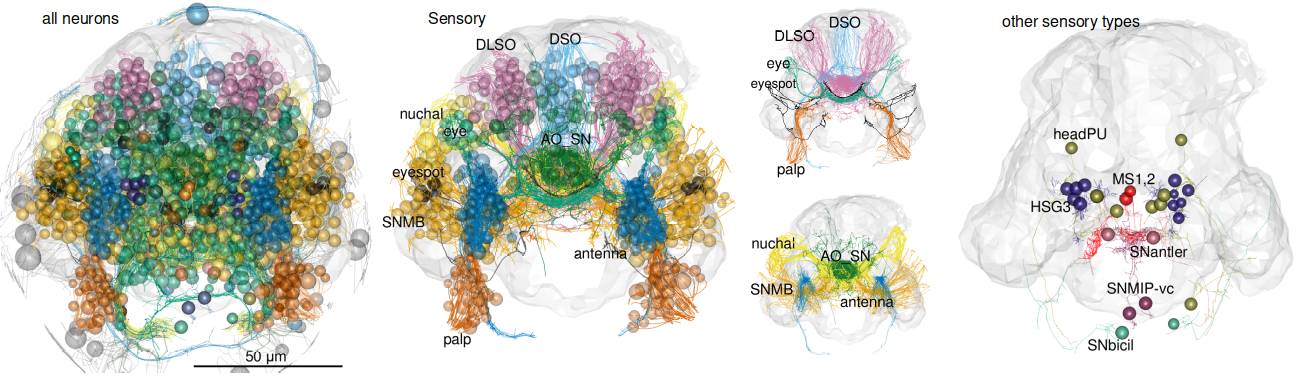 all neurons
50 µm
Sensory
DLSO
DSO
nuchal
eye
AO_SN
eyespot
SNMB
antenna
palp
DSO
DLSO
eye
eyespot
palp
nuchal
AO_SN
SNMB
antenna
other sensory types
headPU
MS1,2
HSG3
SNantler
SNMIP-vc
SNbicil